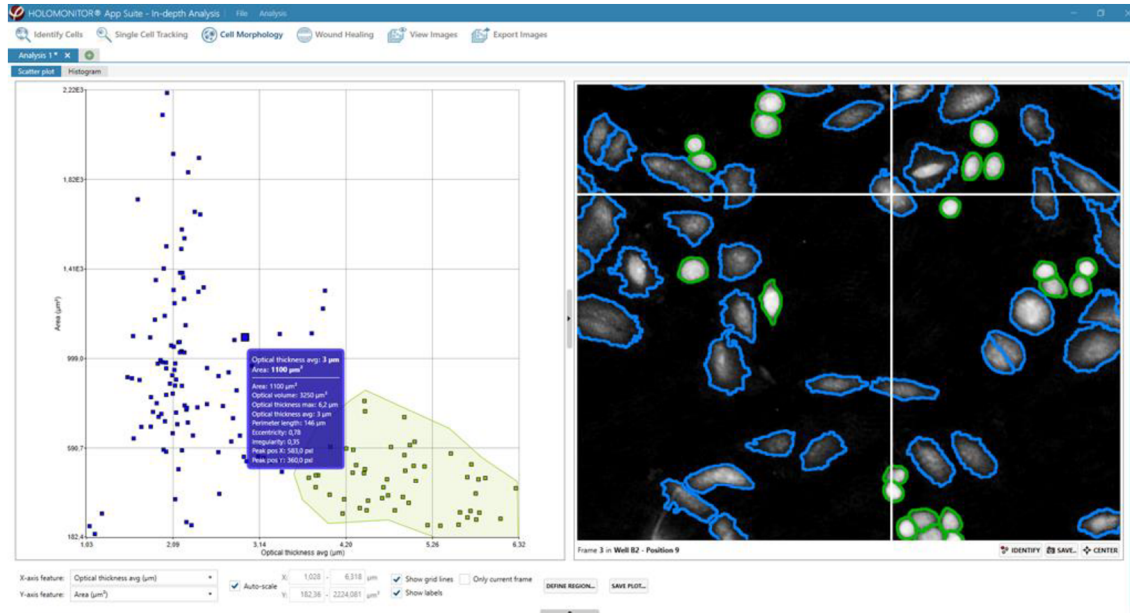 HOLOMONITOR® App Suite - In-depth Analysis File Analysis
Identify Cells Single Cell Tracking Cell Morphology Wound Healing View Images Export Images
Analysis 1*
Scatter plot Histogram
2.22E3
1,82E3
1,41E3
Area (µm²)
999.0
590,7
182.4
1,03 2,09 3.14 4.20 5.26 6.32
Optical thickness avg (µm)
Optical thickness avg: 3 µm
Area: 1100 µm²
Area: 1100 µm²
Optical volume: 3250 µm³
Optical thickness max: 6,2 µm
Optical thickness avg: 3 µm
Perimeter length: 146 µm
Eccentricity: 0,78
Irregularity: 0,35
Peak pos X: 583,0 pxl
Peak pos Y: 360,0 pxl
Frame 3 in Well B2 - Position 9 IDENTIFY SAVE... CENTER
X-axis feature: Optical thickness avg (µm)
Y-axis feature: Area (µm²)
Auto-scale
X: 1,028 - 6,318 µm
Y: 182,36 - 2224,081 µm²
Show grid lines Only current frame
Show labels
DEFINE REGION... SAVE PLOT...